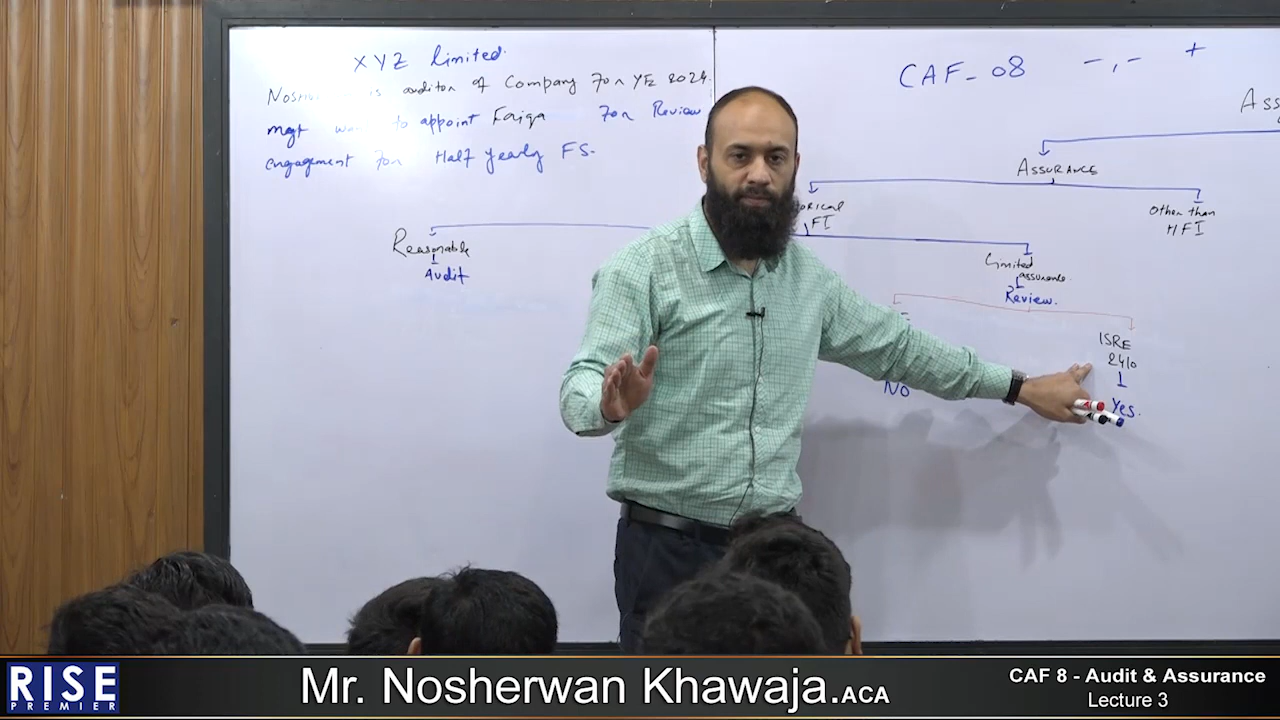 XYZ Limited.
is auditor of Company For YE 2024.
mgt to appoint Faiqa For Review
engagement For Half yearly FS.
CAF-08 -,- +
Ass
Assurance
FI
Other than
HFI
Reasonable
Audit
Limited
assurance.
Review.
ISRE
2410
No
Yes.
RISE
PREMIER
Mr. Nosherwan Khawaja.ACA
CAF 8 - Audit & Assurance
Lecture 3